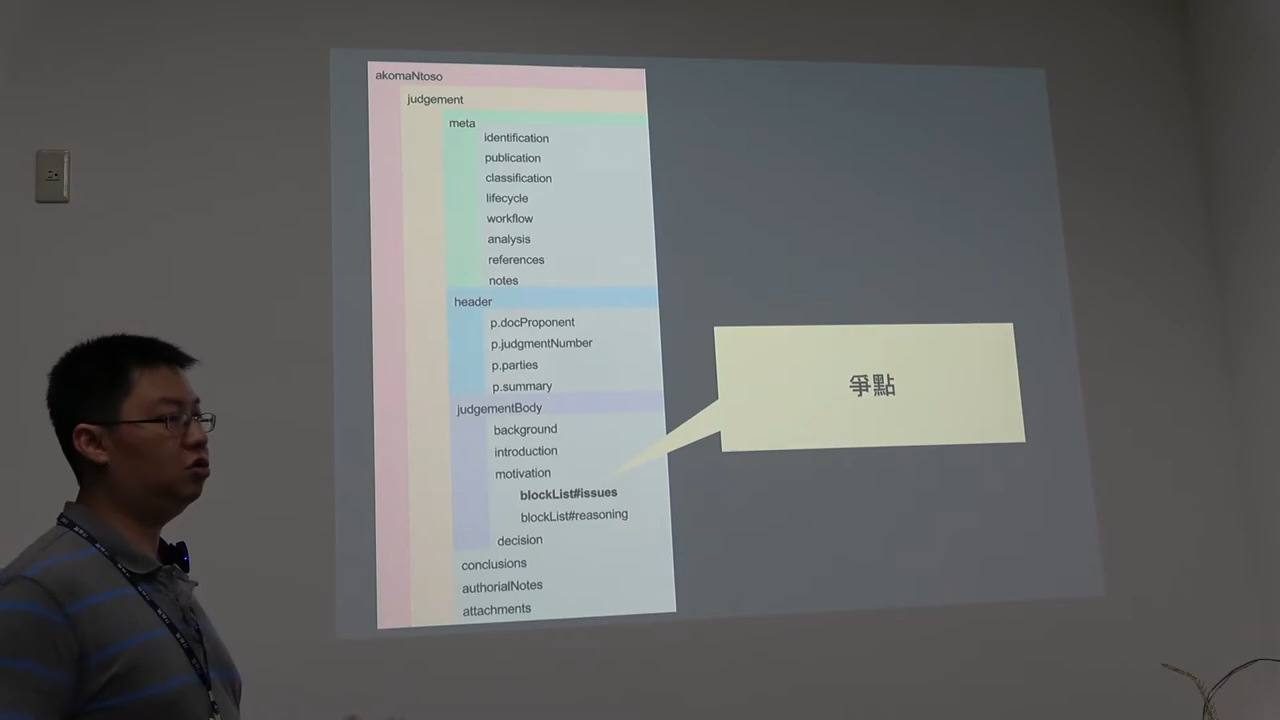 akomaNtoso
judgement
meta
identification
publication
classification
lifecycle
workflow
analysis
references
notes
header
p.docProponent
p.judgmentNumber
p.parties
p.summary
judgementBody
background
introduction
motivation
blockList#issues
blockList#reasoning
decision
conclusions
authorialNotes
attachments
爭點